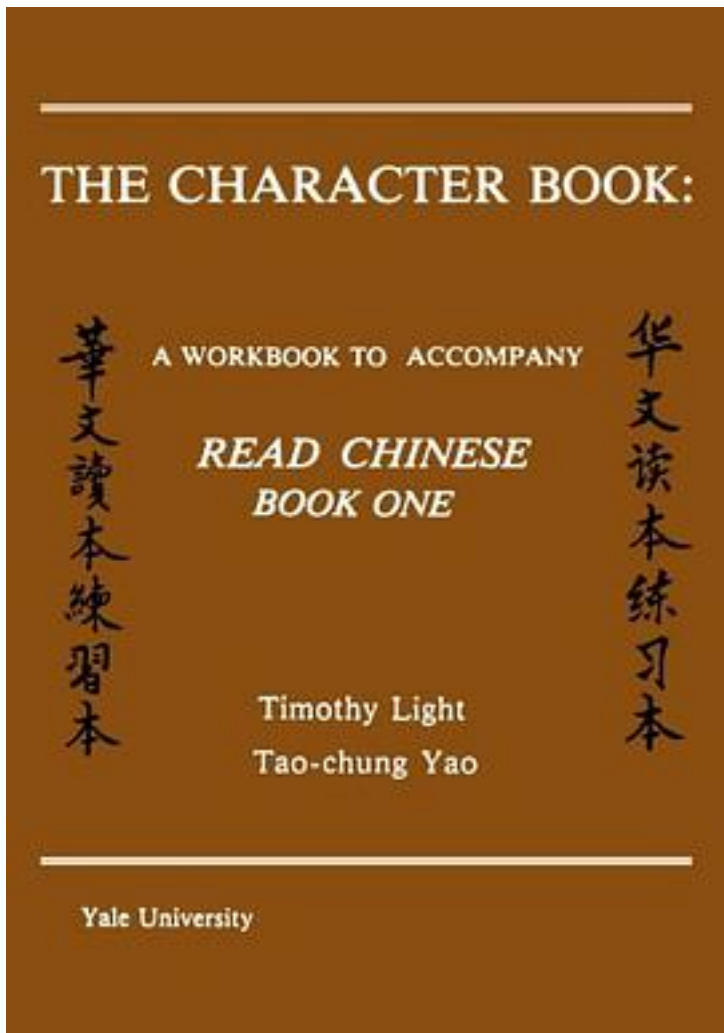 THE CHARACTER BOOK:
華文讀本練習本
A WORKBOOK TO ACCOMPANY
READ CHINESE
BOOK ONE
华文读本练习本
Timothy Light
Tao-chung Yao
Yale University